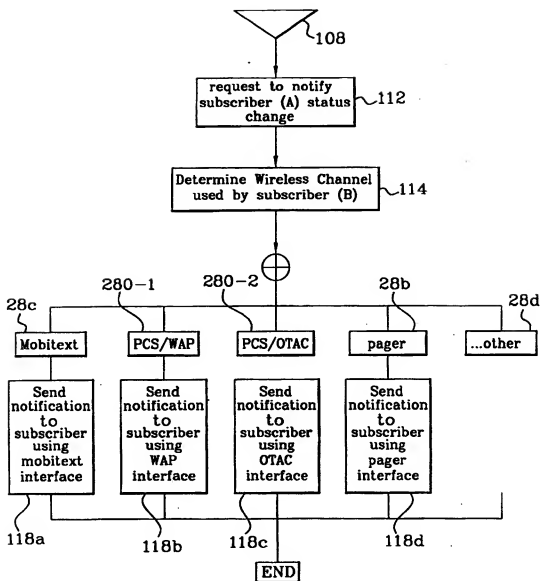 108
request to notify
subscriber (A) status
change
112
Determine Wireless Channel
used by subscriber (B)
114
280-1
280-2
28b
28c
28d
Mobitext
PCS/WAP
PCS/OTAC
pager
...other
Send
notification
to
subscriber
using
mobitext
interface
Send
notification
to
subscriber
using
WAP
interface
Send
notification
to
subscriber
using
OTAC
interface
Send
notification
to
subscriber
using
pager
interface
118a
118b
118c
118d
END